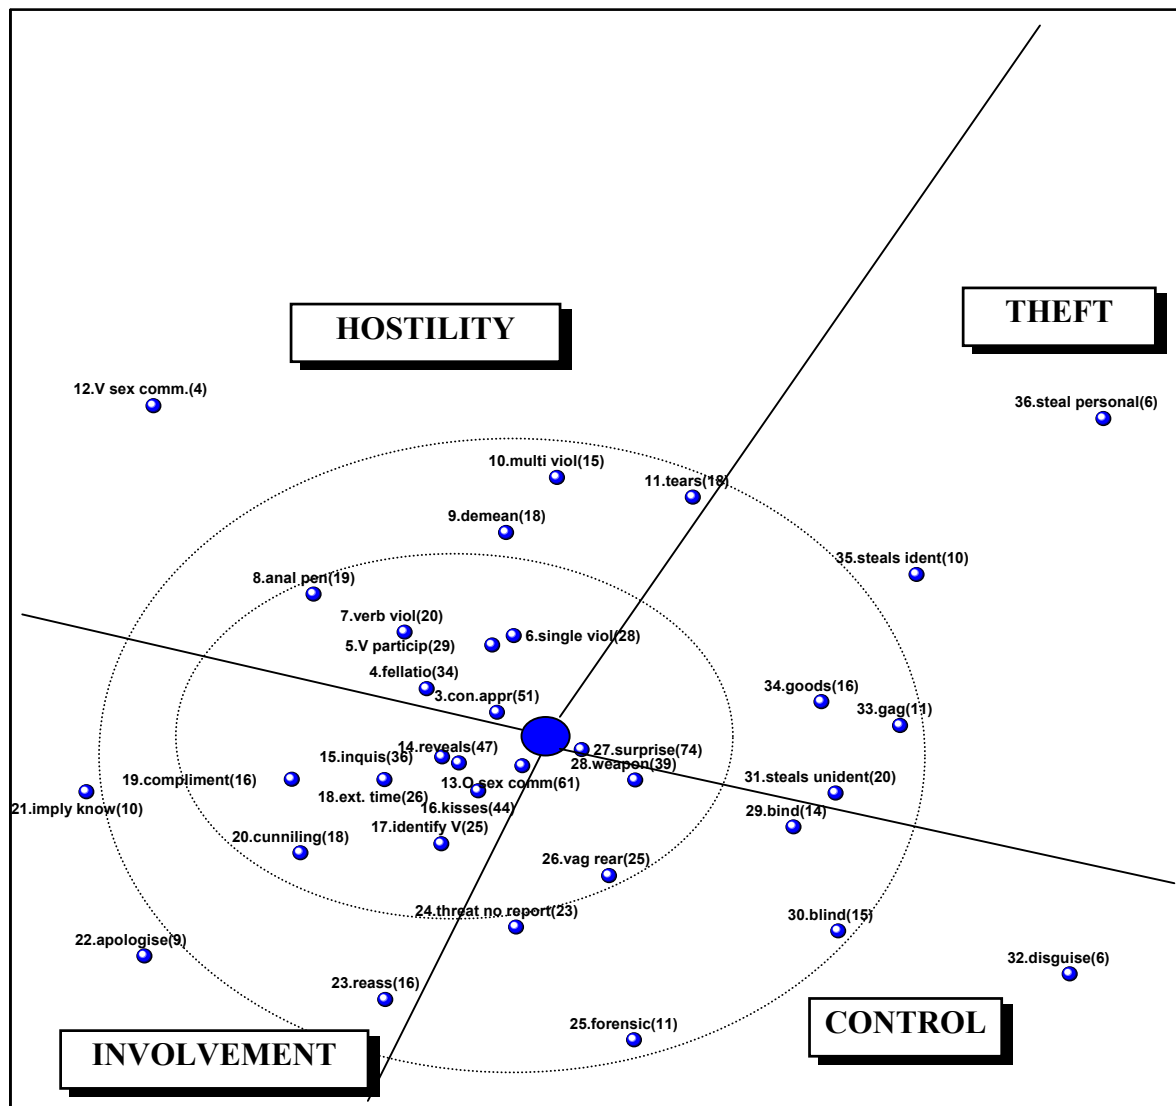 HOSTILITY
THEFT
12.V sex comm.(4)
36.steal personal(6)
10.multi viol(15)
11.tears(18)
9.demean(18)
35.steals ident(10)
8.anal pen(19)
7.verb viol(20)
6.single viol(28)
5.V particip(29)
4.fellatio(34)
34.goods(16)
3.con.appr(51)
33.gag(11)
14.reveals(47)
27.surprise(74)
15.inquis(36)
28.weapon(39)
19.compliment(16)
13.O sex comm(61)
31.steals unident(20)
18.ext. time(26)
21.imply know(10)
16.kisses(44)
29.bind(14)
17.identify V(25)
20.cunniling(18)
26.vag rear(25)
24.threat no report(23)
30.blind(15)
22.apologise(9)
32.disguise(6)
23.reass(16)
25.forensic(11)
CONTROL
INVOLVEMENT